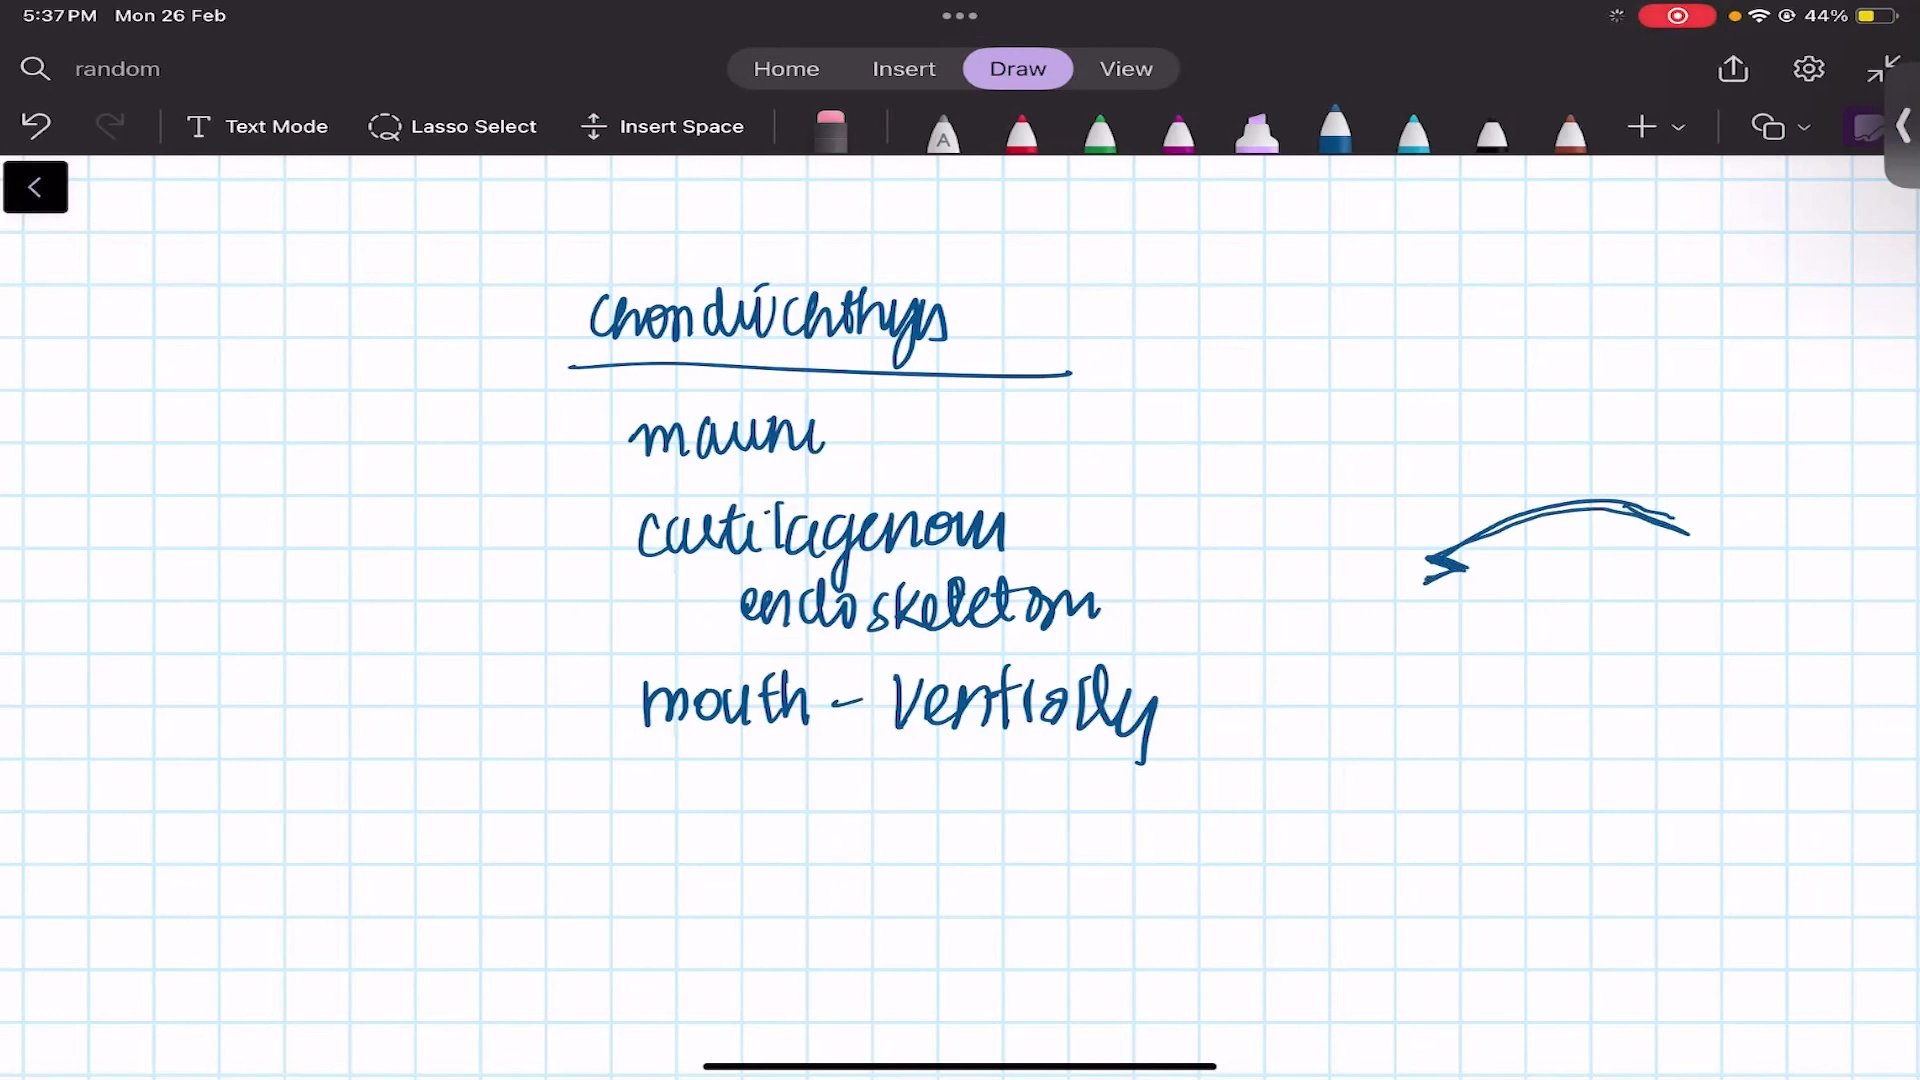 5:37 PM Mon 26 Feb
44%
random
Home Insert Draw View
Text Mode Lasso Select Insert Space
A
chondrichthyes
marine
cartilagenous
endoskeleton
mouth - ventrally